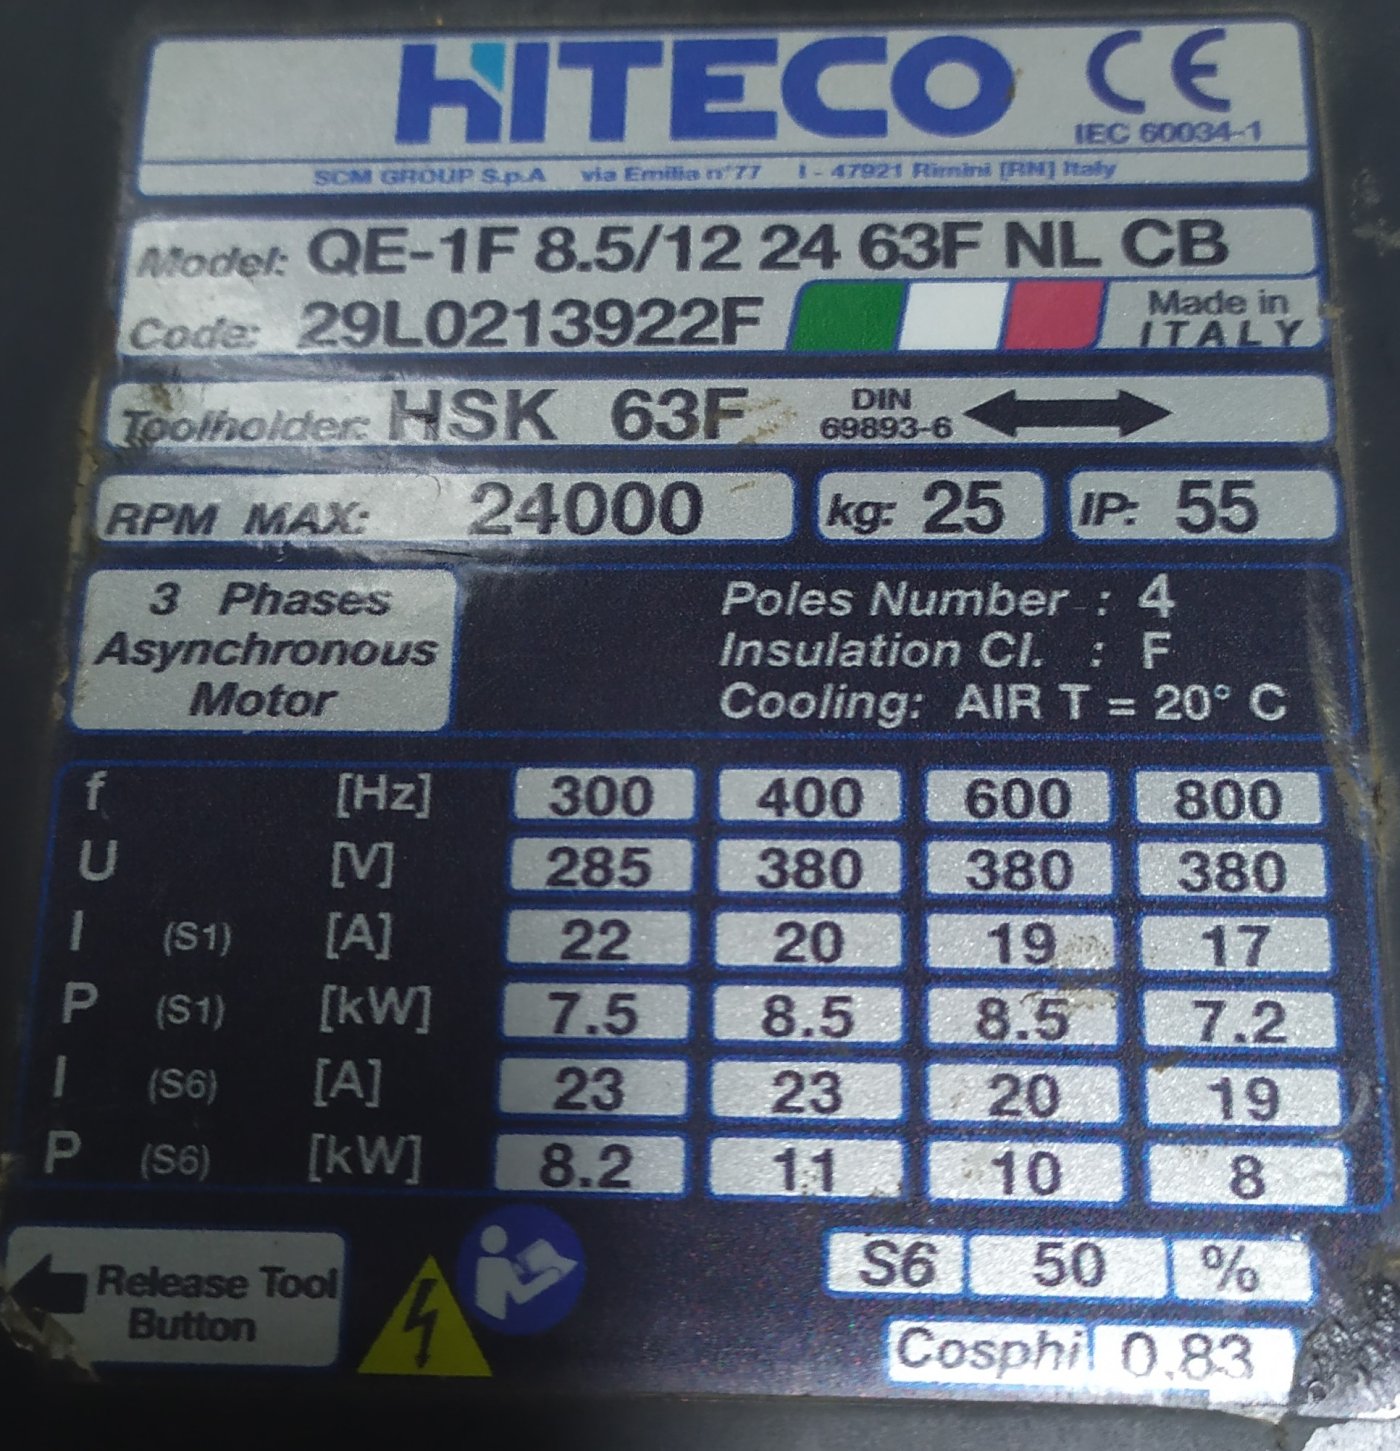 HITECO CE
IEC 60034-1
SCM GROUP S.p.A via Emilia n°77 I - 47921 Rimini [RN] Italy
Model: QE-1F 8.5/12 24 63F NL CB
Code: 29L0213922F Made in ITALY
Toolholder: HSK 63F DIN 69893-6
RPM MAX: 24000 kg: 25 IP: 55
3 Phases
Asynchronous
Motor
Poles Number : 4
Insulation Cl. : F
Cooling: AIR T = 20° C
f [Hz] 300 400 600 800
U [V] 285 380 380 380
I (S1) [A] 22 20 19 17
P (S1) [kW] 7.5 8.5 8.5 7.2
I (S6) [A] 23 23 20 19
P (S6) [kW] 8.2 11 10 8
Release Tool
Button
S6 50 %
Cosphi 0.83